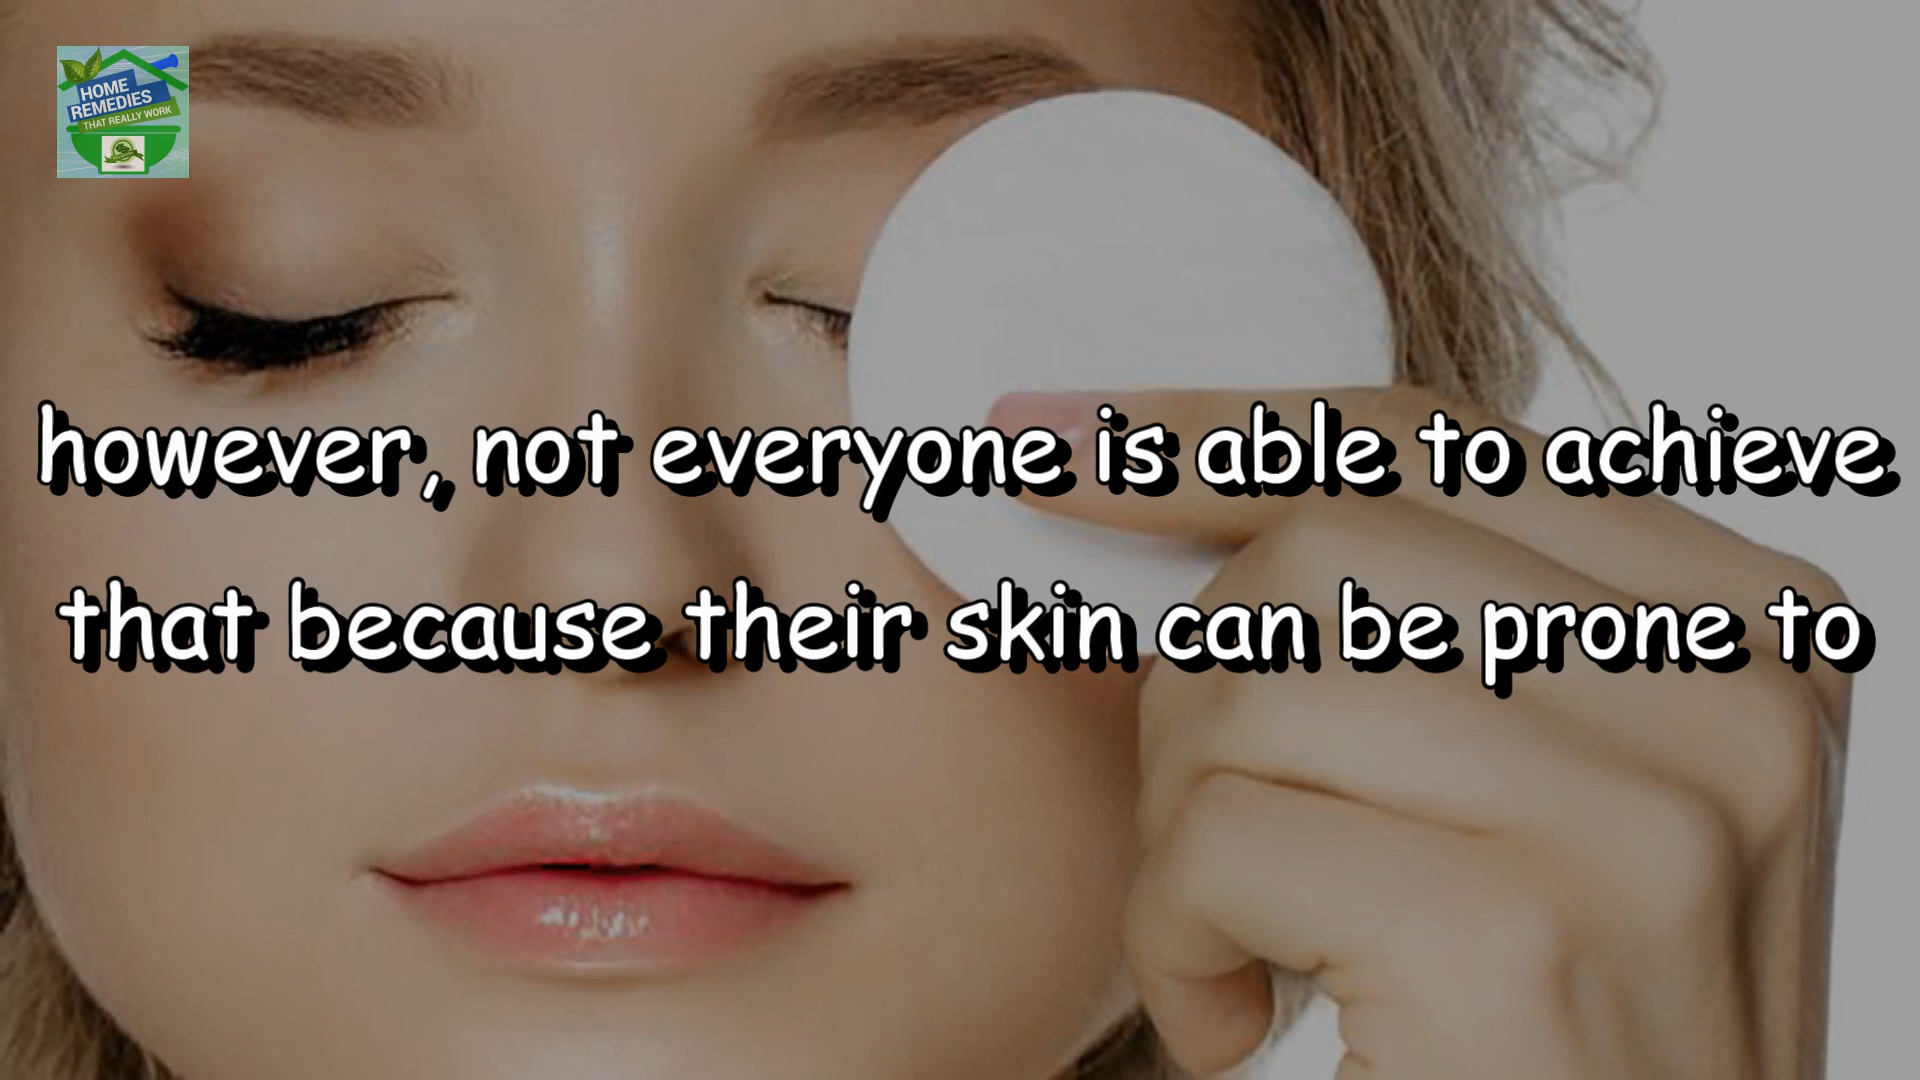 HOME
REMEDIES
THAT REALLY WORK
however, not everyone is able to achieve
that because their skin can be prone to